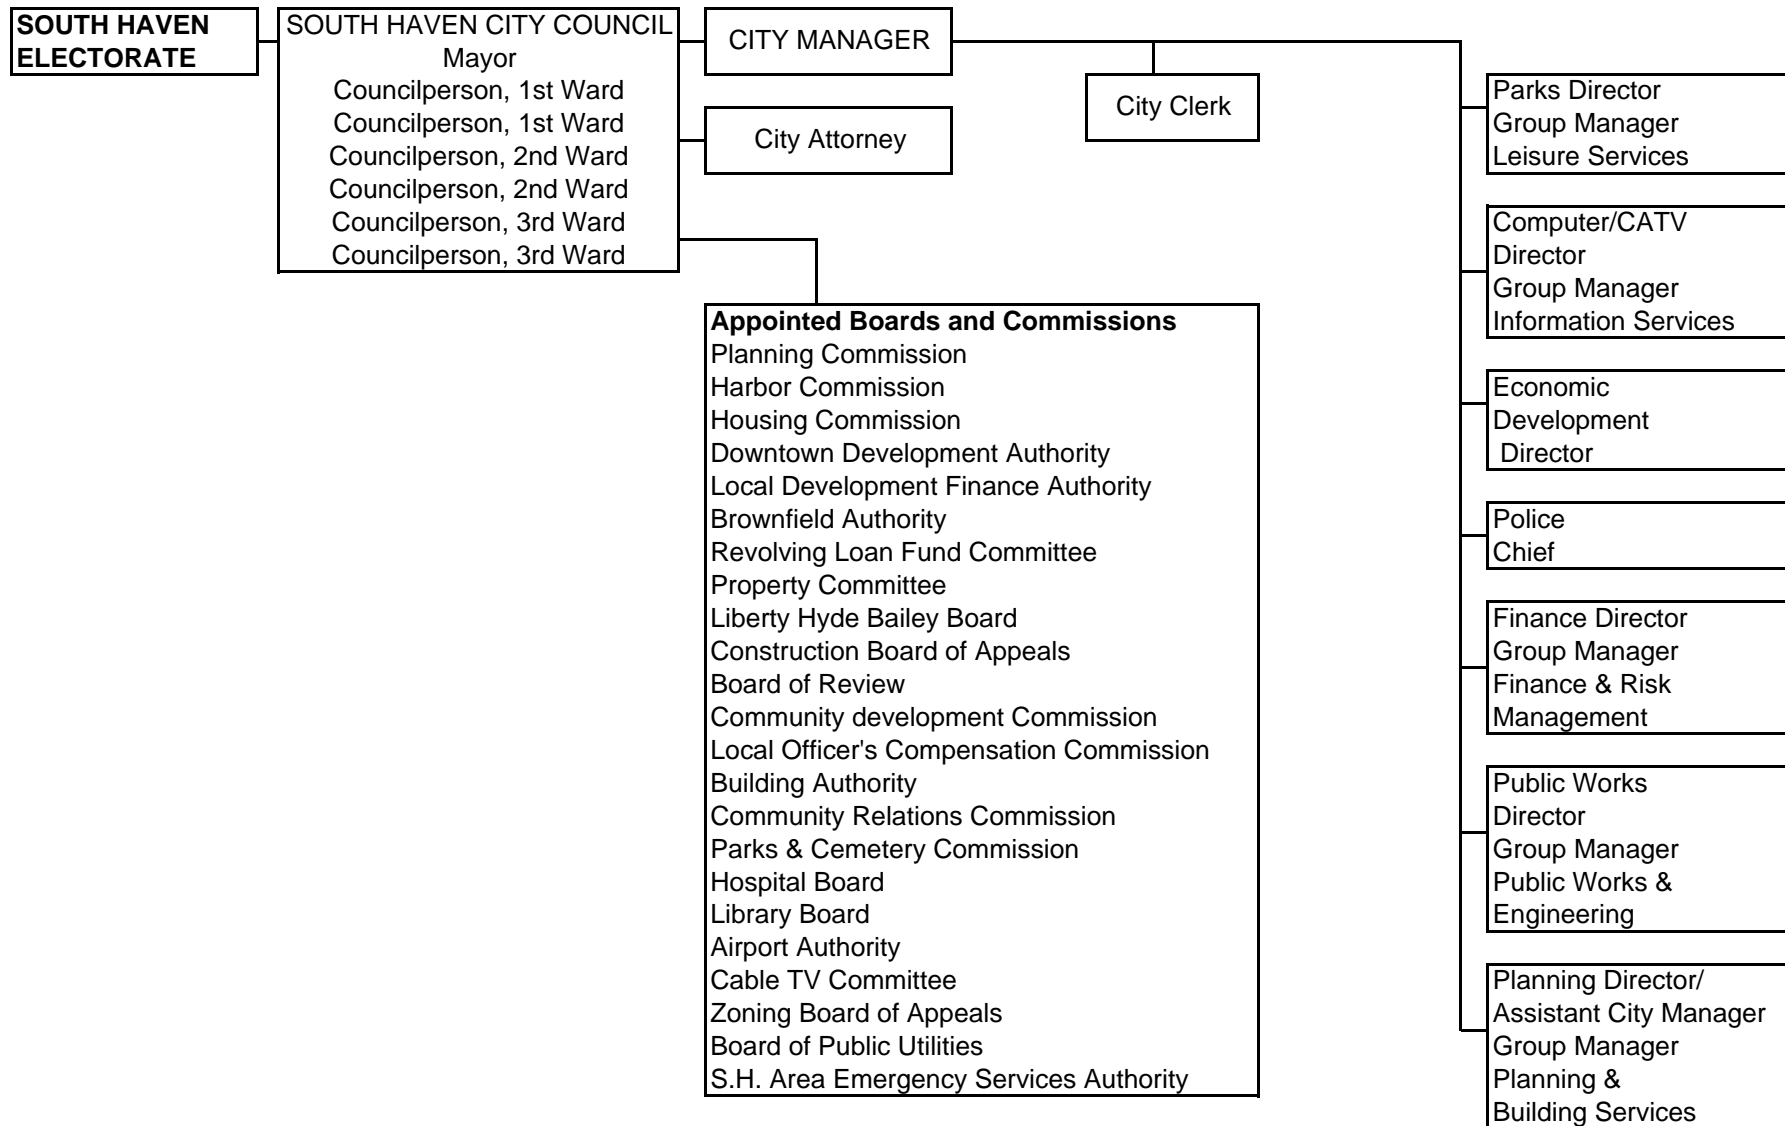 SOUTH HAVEN
ELECTORATE
SOUTH HAVEN CITY COUNCIL
Mayor
Councilperson, 1st Ward
Councilperson, 1st Ward
Councilperson, 2nd Ward
Councilperson, 2nd Ward
Councilperson, 3rd Ward
Councilperson, 3rd Ward
CITY MANAGER
City Attorney
City Clerk
Appointed Boards and Commissions
Planning Commission
Harbor Commission
Housing Commission
Downtown Development Authority
Local Development Finance Authority
Brownfield Authority
Revolving Loan Fund Committee
Property Committee
Liberty Hyde Bailey Board
Construction Board of Appeals
Board of Review
Community development Commission
Local Officer's Compensation Commission
Building Authority
Community Relations Commission
Parks & Cemetery Commission
Hospital Board
Library Board
Airport Authority
Cable TV Committee
Zoning Board of Appeals
Board of Public Utilities
S.H. Area Emergency Services Authority
Parks Director
Group Manager
Leisure Services
Computer/CATV
Director
Group Manager
Information Services
Economic
Development
Director
Police
Chief
Finance Director
Group Manager
Finance & Risk
Management
Public Works
Director
Group Manager
Public Works &
Engineering
Planning Director/
Assistant City Manager
Group Manager
Planning &
Building Services